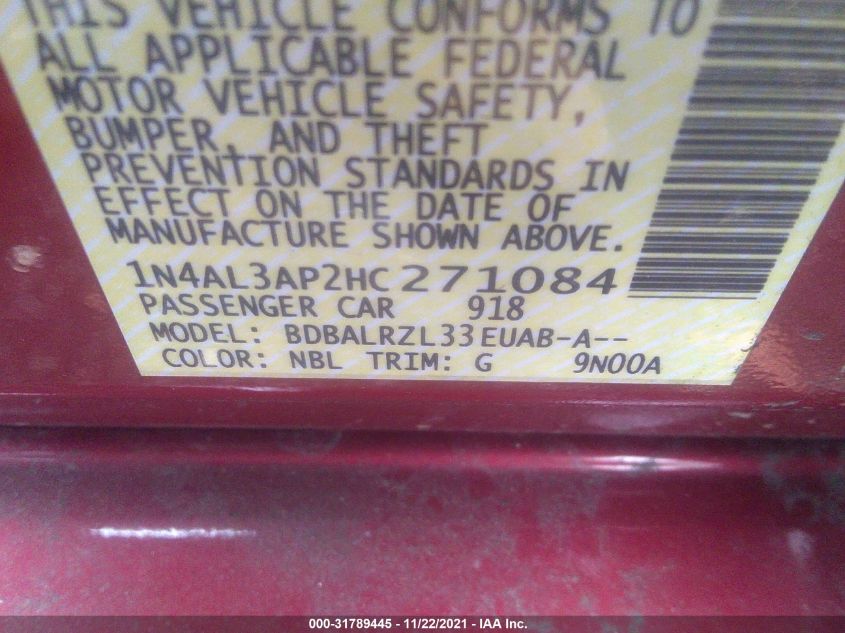 THIS VEHICLE CONFORMS TO
ALL APPLICABLE FEDERAL
MOTOR VEHICLE SAFETY,
BUMPER, AND THEFT
PREVENTION STANDARDS IN
EFFECT ON THE DATE OF
MANUFACTURE SHOWN ABOVE.
1N4AL3AP2HC271084
PASSENGER CAR 918
MODEL: BDBALRZL33EUAB-A--
COLOR: NBL TRIM: G 9N00A
000-31789445 - 11/22/2021 - IAA Inc.